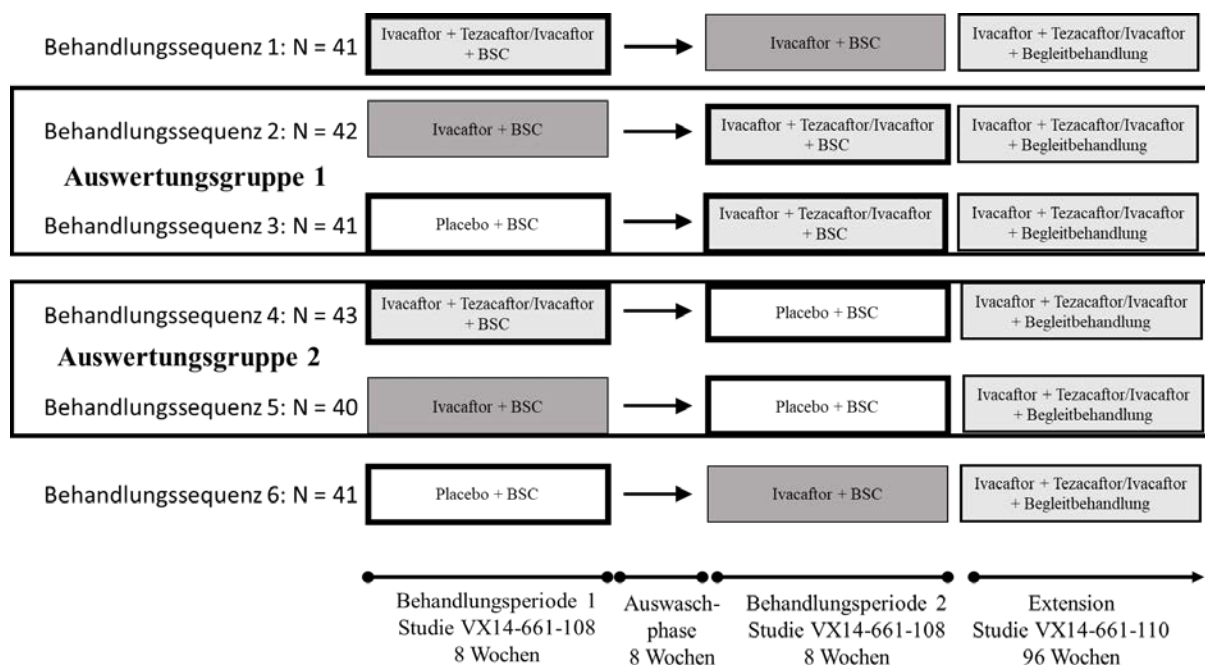 Behandlungssequenz 1: N = 41
Ivacaftor + Tezacaftor/Ivacaftor
+ BSC
Ivacaftor + BSC
Ivacaftor + Tezacaftor/Ivacaftor
+ Begleitbehandlung
Behandlungssequenz 2: N = 42
Ivacaftor + BSC
Ivacaftor + Tezacaftor/Ivacaftor
+ BSC
Ivacaftor + Tezacaftor/Ivacaftor
+ Begleitbehandlung
Auswertungsgruppe 1
Behandlungssequenz 3: N = 41
Placebo + BSC
Ivacaftor + Tezacaftor/Ivacaftor
+ BSC
Ivacaftor + Tezacaftor/Ivacaftor
+ Begleitbehandlung
Behandlungssequenz 4: N = 43
Ivacaftor + Tezacaftor/Ivacaftor
+ BSC
Placebo + BSC
Ivacaftor + Tezacaftor/Ivacaftor
+ Begleitbehandlung
Auswertungsgruppe 2
Behandlungssequenz 5: N = 40
Ivacaftor + BSC
Placebo + BSC
Ivacaftor + Tezacaftor/Ivacaftor
+ Begleitbehandlung
Behandlungssequenz 6: N = 41
Placebo + BSC
Ivacaftor + BSC
Ivacaftor + Tezacaftor/Ivacaftor
+ Begleitbehandlung
Behandlungsperiode 1
Studie VX14-661-108
8 Wochen
Auswasch-
phase
8 Wochen
Behandlungsperiode 2
Studie VX14-661-108
8 Wochen
Extension
Studie VX14-661-110
96 Wochen